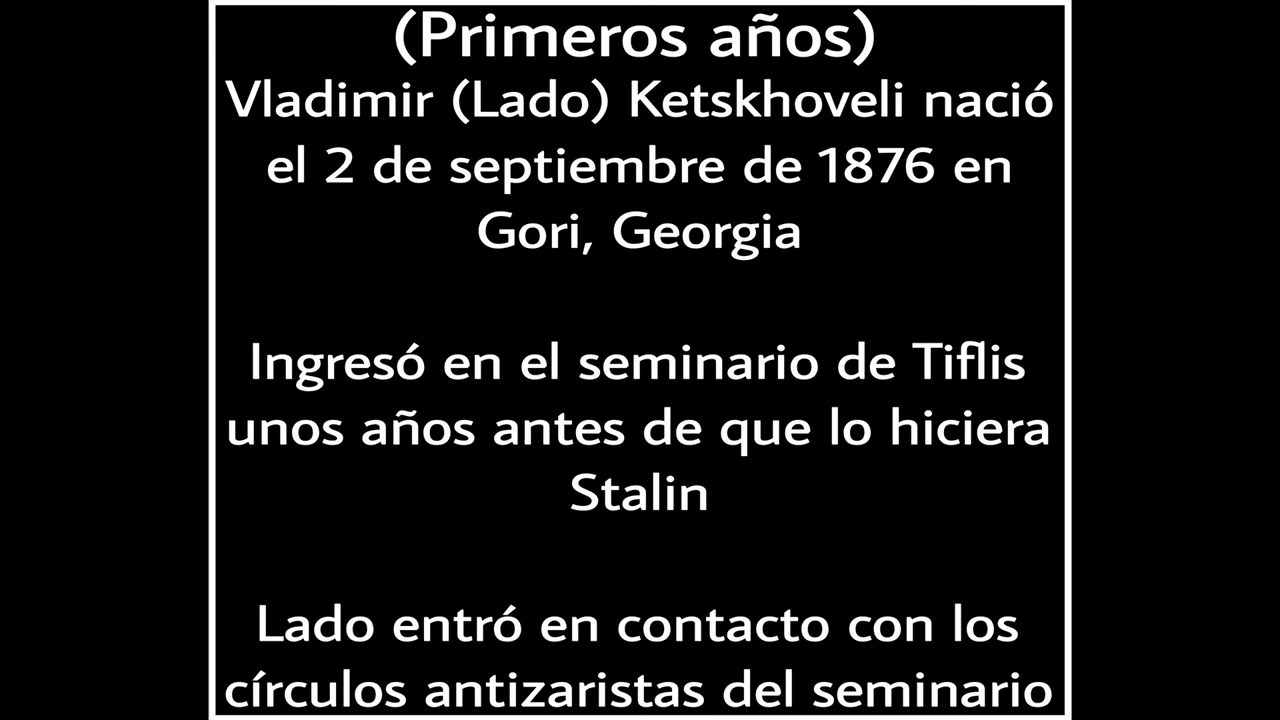 (Primeros años)
Vladimir (Lado) Ketskhoveli nació
el 2 de septiembre de 1876 en
Gori, Georgia
Ingresó en el seminario de Tiflis
unos años antes de que lo hiciera
Stalin
Lado entró en contacto con los
círculos antizaristas del seminario